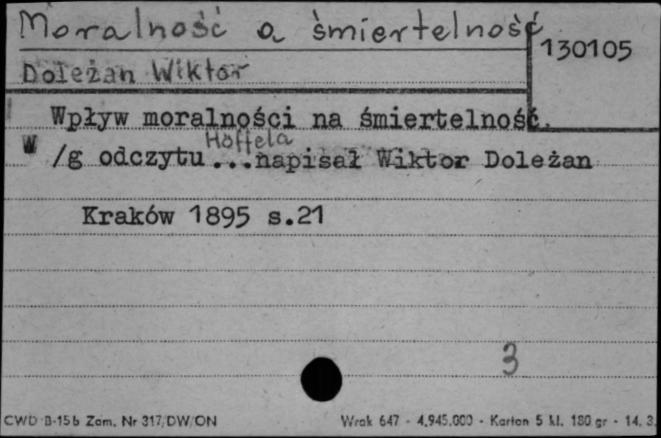 Moralność a śmiertelność
130105
Doleżan Wiktor
Wpływ moralności na śmiertelność.
W /g odczytu Hoffela ...napisał Wiktor Doleżan
Kraków 1895 s.21
3
CWD B-15b Zam. Nr 317/DW/ON Wrak 647 - 4.945.000 - Karton 5 kl. 180 gr - 14. 3.